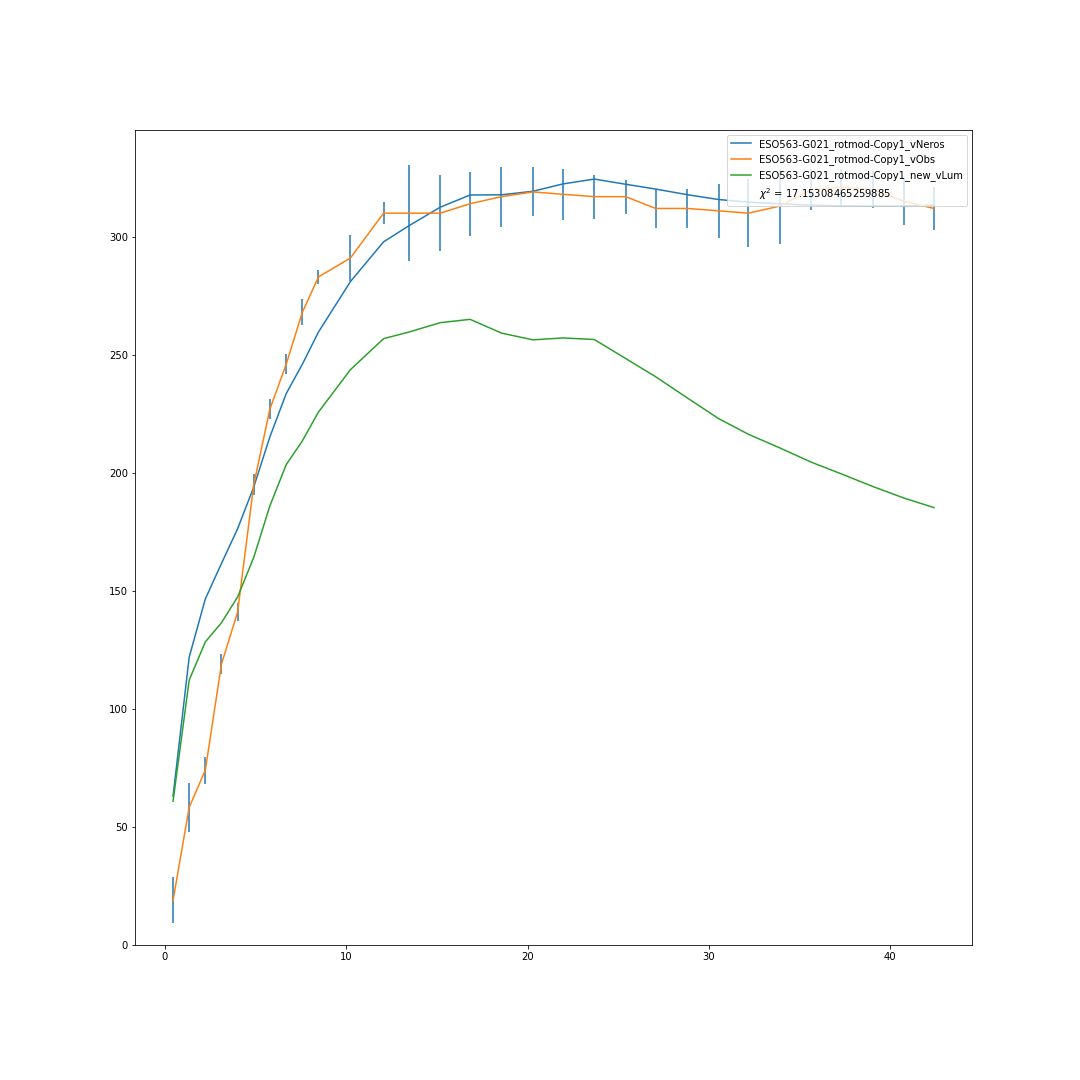 ESO563-G021_rotmod-Copy1_vNeros
ESO563-G021_rotmod-Copy1_vObs
ESO563-G021_rotmod-Copy1_new_vLum
χ² = 17.15308465259885
300
250
200
150
100
50
0
0 10 20 30 40